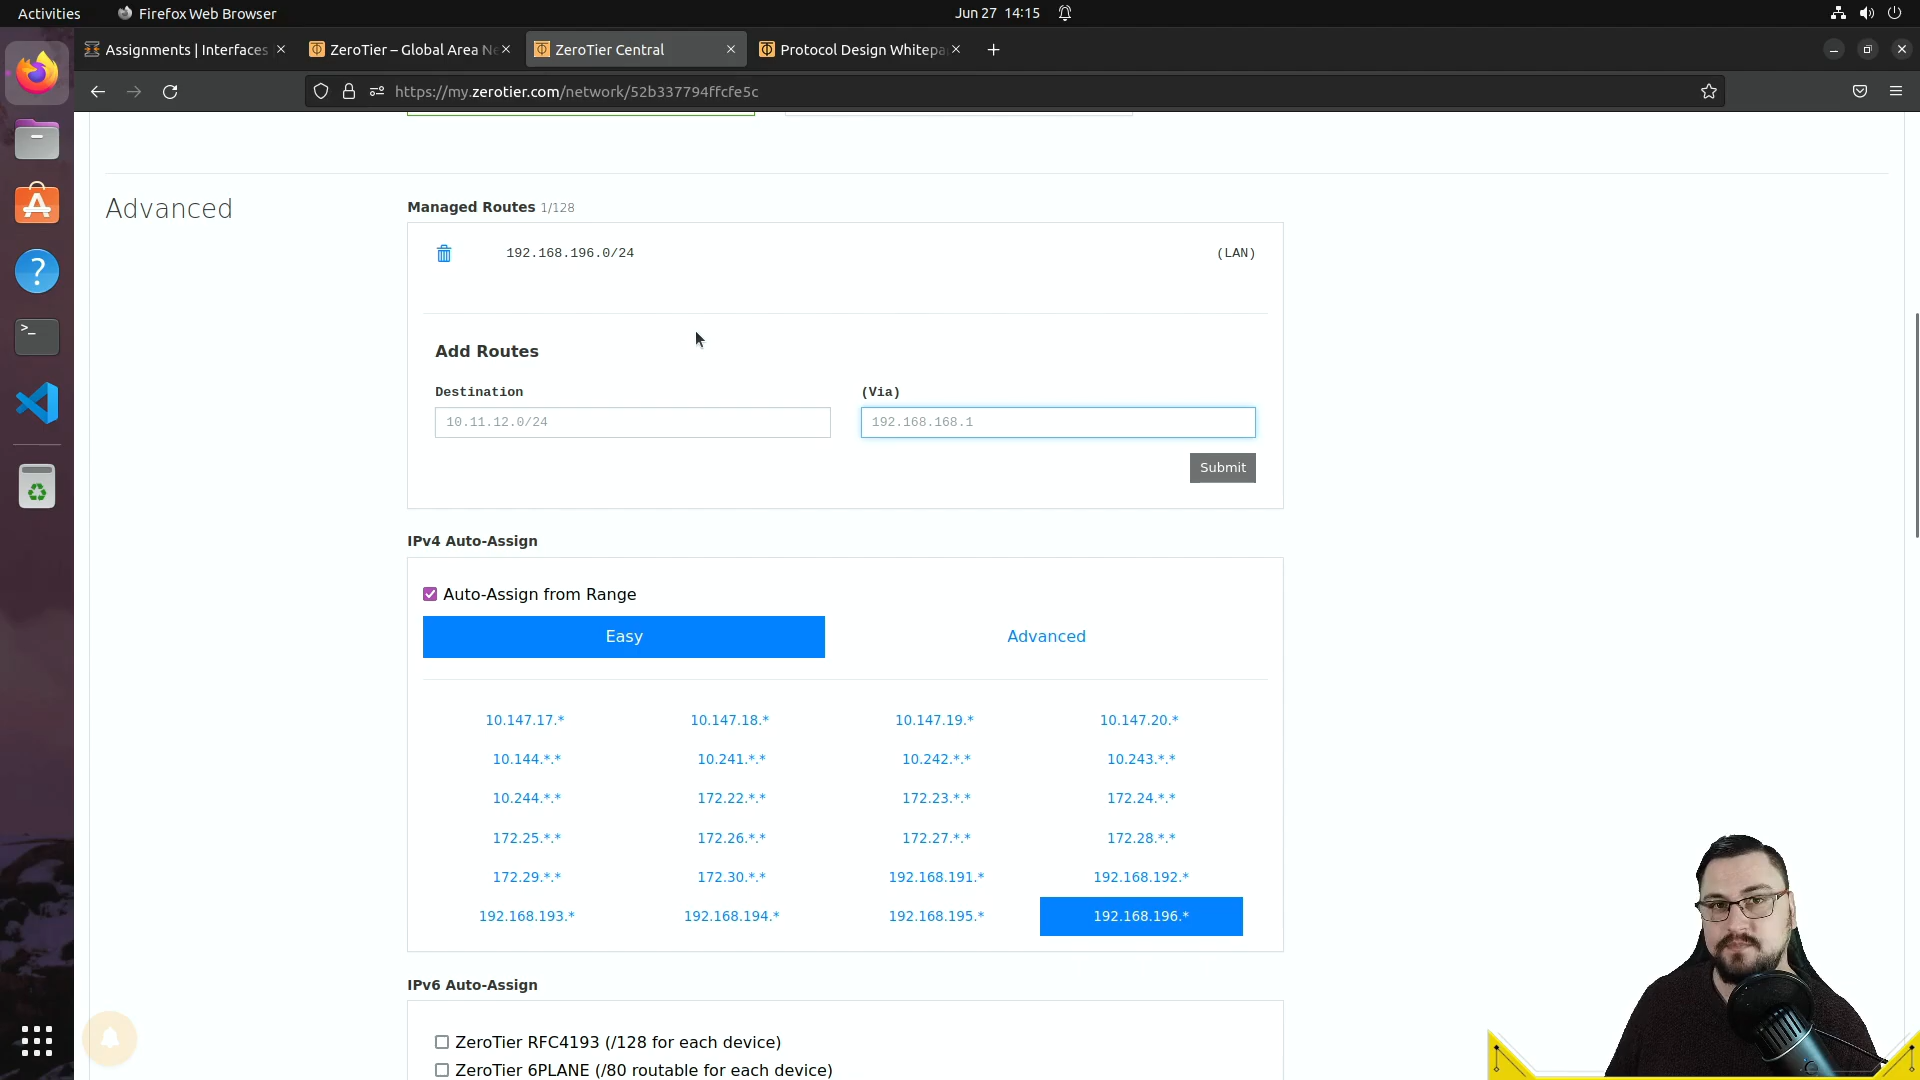 Activities
Firefox Web Browser
Jun 27 14:15
Assignments | Interfaces
ZeroTier – Global Area Ne
ZeroTier Central
Protocol Design Whitepa
https://my.zerotier.com/network/52b337794ffcfe5c
Advanced
Managed Routes 1/128
192.168.196.0/24
(LAN)
Add Routes
Destination
(Via)
10.11.12.0/24
192.168.168.1
Submit
IPv4 Auto-Assign
Auto-Assign from Range
Easy
Advanced
10.147.17.* 10.147.18.* 10.147.19.* 10.147.20.*
10.144.*.* 10.241.*.* 10.242.*.* 10.243.*.*
10.244.*.* 172.22.*.* 172.23.*.* 172.24.*.*
172.25.*.* 172.26.*.* 172.27.*.* 172.28.*.*
172.29.*.* 172.30.*.* 192.168.191.* 192.168.192.*
192.168.193.* 192.168.194.* 192.168.195.* 192.168.196.*
IPv6 Auto-Assign
ZeroTier RFC4193 (/128 for each device)
ZeroTier 6PLANE (/80 routable for each device)